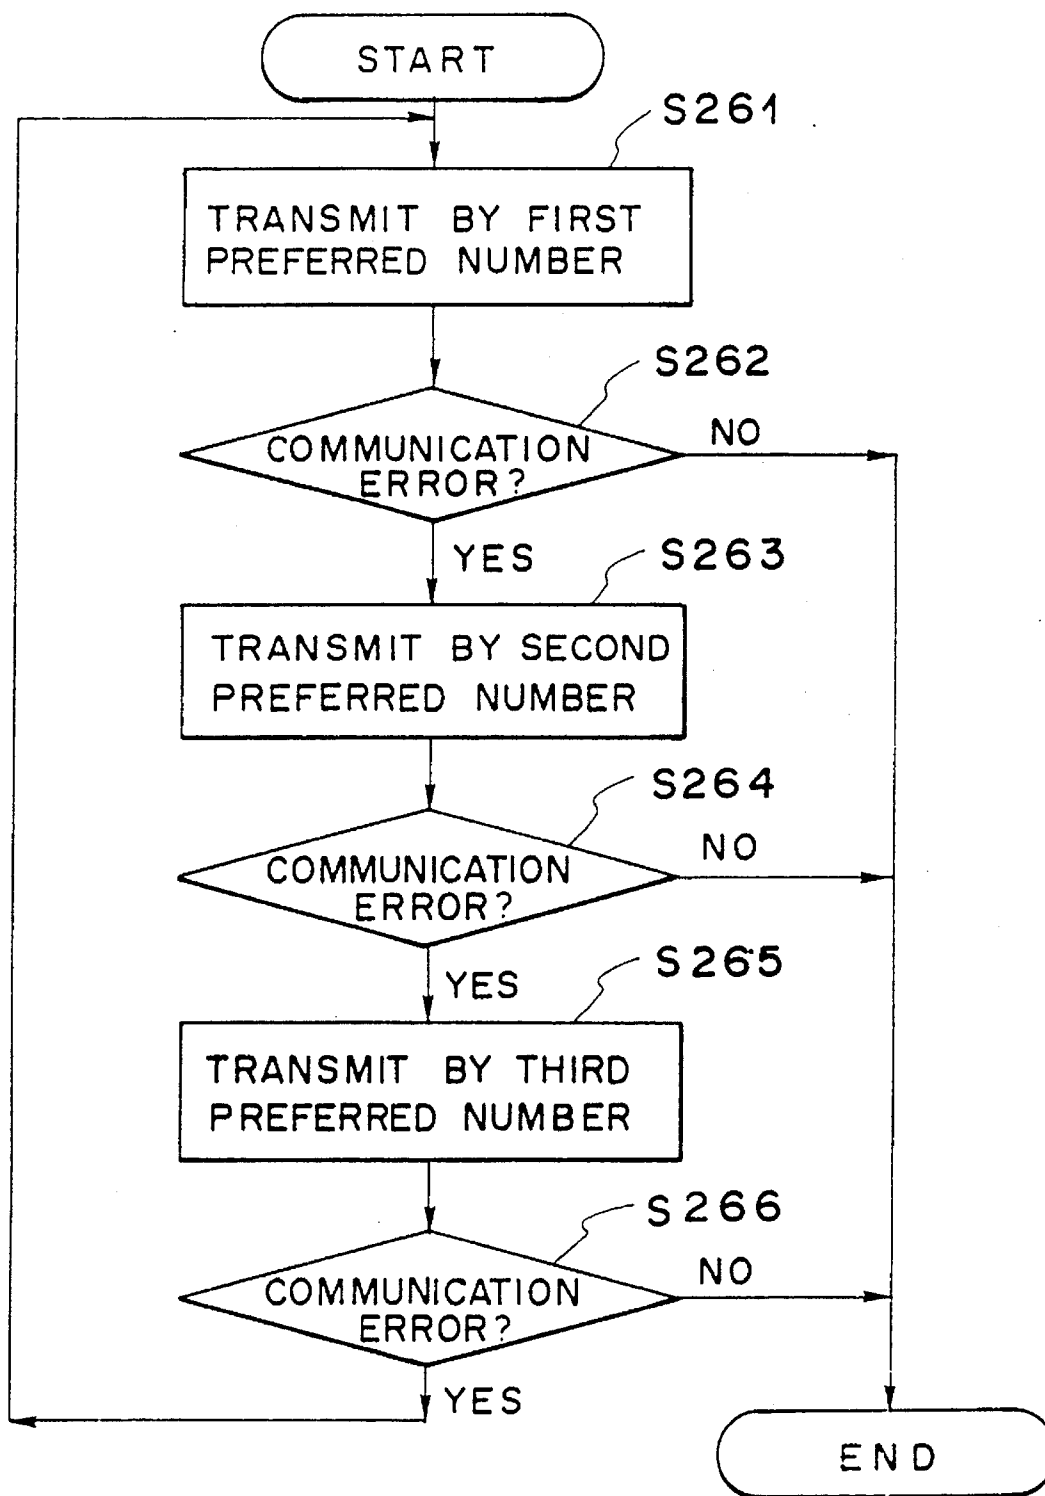 START
S261
TRANSMIT BY FIRST
PREFERRED NUMBER
S262
COMMUNICATION
ERROR?
NO
YES
S263
TRANSMIT BY SECOND
PREFERRED NUMBER
S264
COMMUNICATION
ERROR?
NO
YES
S265
TRANSMIT BY THIRD
PREFERRED NUMBER
S266
COMMUNICATION
ERROR?
NO
YES
END